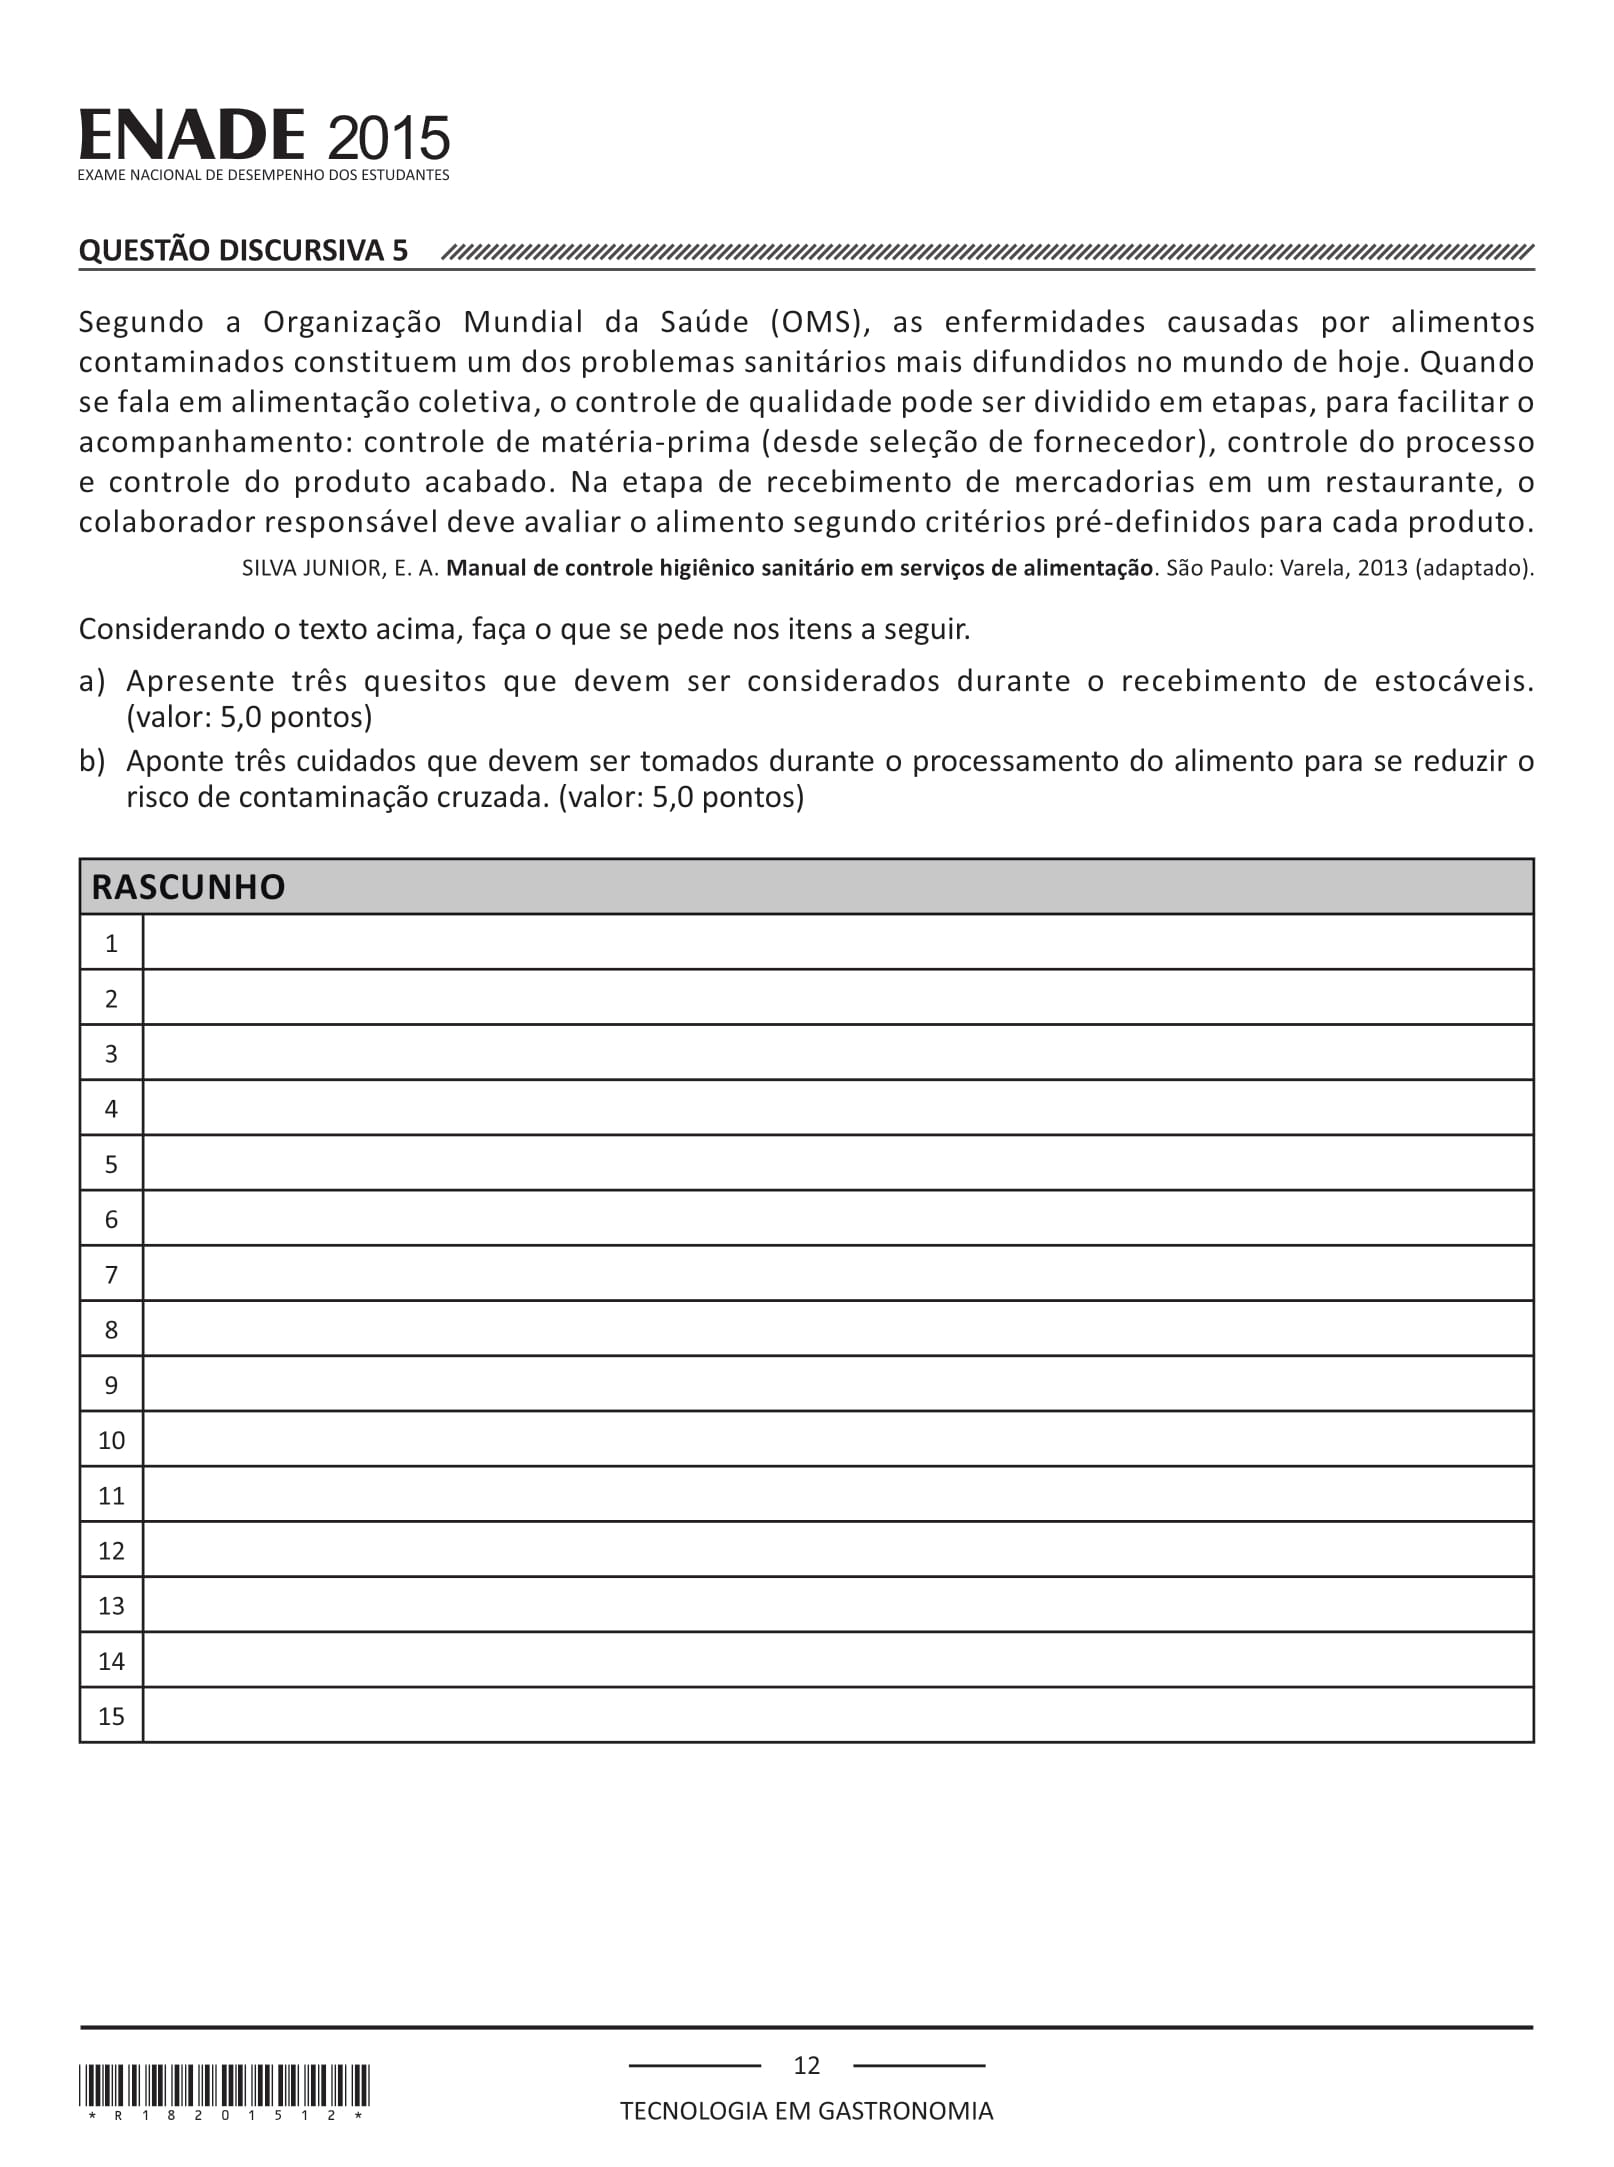 ENADE 2015
EXAME NACIONAL DE DESEMPENHO DOS ESTUDANTES
QUESTÃO DISCURSIVA 5
Segundo a Organização Mundial da Saúde (OMS), as enfermidades causadas por alimentos
contaminados constituem um dos problemas sanitários mais difundidos no mundo de hoje. Quando
se fala em alimentação coletiva, o controle de qualidade pode ser dividido em etapas, para facilitar o
acompanhamento: controle de matéria-prima (desde seleção de fornecedor), controle do processo
e controle do produto acabado. Na etapa de recebimento de mercadorias em um restaurante, o
colaborador responsável deve avaliar o alimento segundo critérios pré-definidos para cada produto.
SILVA JUNIOR, E. A. Manual de controle higiênico sanitário em serviços de alimentação. São Paulo: Varela, 2013 (adaptado).
Considerando o texto acima, faça o que se pede nos itens a seguir.
a) Apresente três quesitos que devem ser considerados durante o recebimento de estocáveis.
(valor: 5,0 pontos)
b) Aponte três cuidados que devem ser tomados durante o processamento do alimento para se reduzir o
risco de contaminação cruzada. (valor: 5,0 pontos)
RASCUNHO
1
2
3
4
5
6
7
8
9
10
11
12
13
14
15
12
TECNOLOGIA EM GASTRONOMIA
*R18201512*